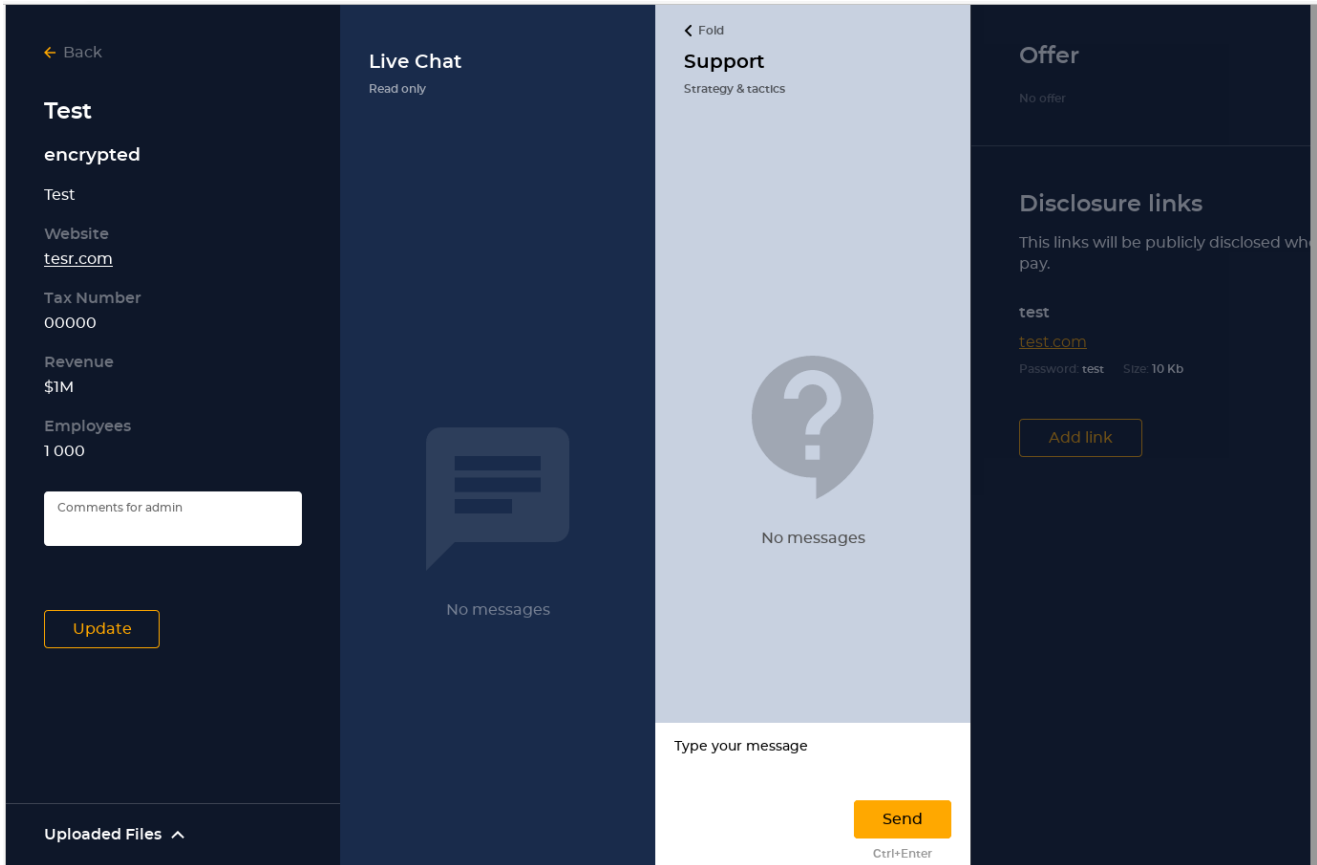 Back
Test
encrypted
Test
Website
tesr.com
Tax Number
00000
Revenue
$1M
Employees
1 000
Comments for admin
Update
Uploaded Files
Live Chat
Read only
No messages
Fold
Support
Strategy & tactics
No messages
Type your message
Send
Ctrl+Enter
Offer
No offer
Disclosure links
This links will be publicly disclosed
pay.
test
test.com
Password: test Size: 10 Kb
Add link